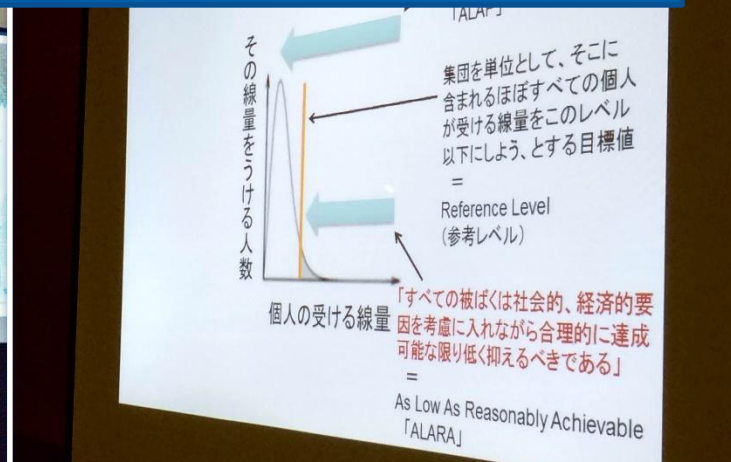 「ALAP」
その線量をうける人数
集団を単位として、そこに
含まれるほぼすべての個人
が受ける線量をこのレベル
以下にしよう、とする目標値
=
Reference Level
(参考レベル)
個人の受ける線量
「すべての被ばくは社会的、経済的要
因を考慮に入れながら合理的に達成
可能な限り低く抑えるべきである」
=
As Low As Reasonably Achievable
「ALARA」